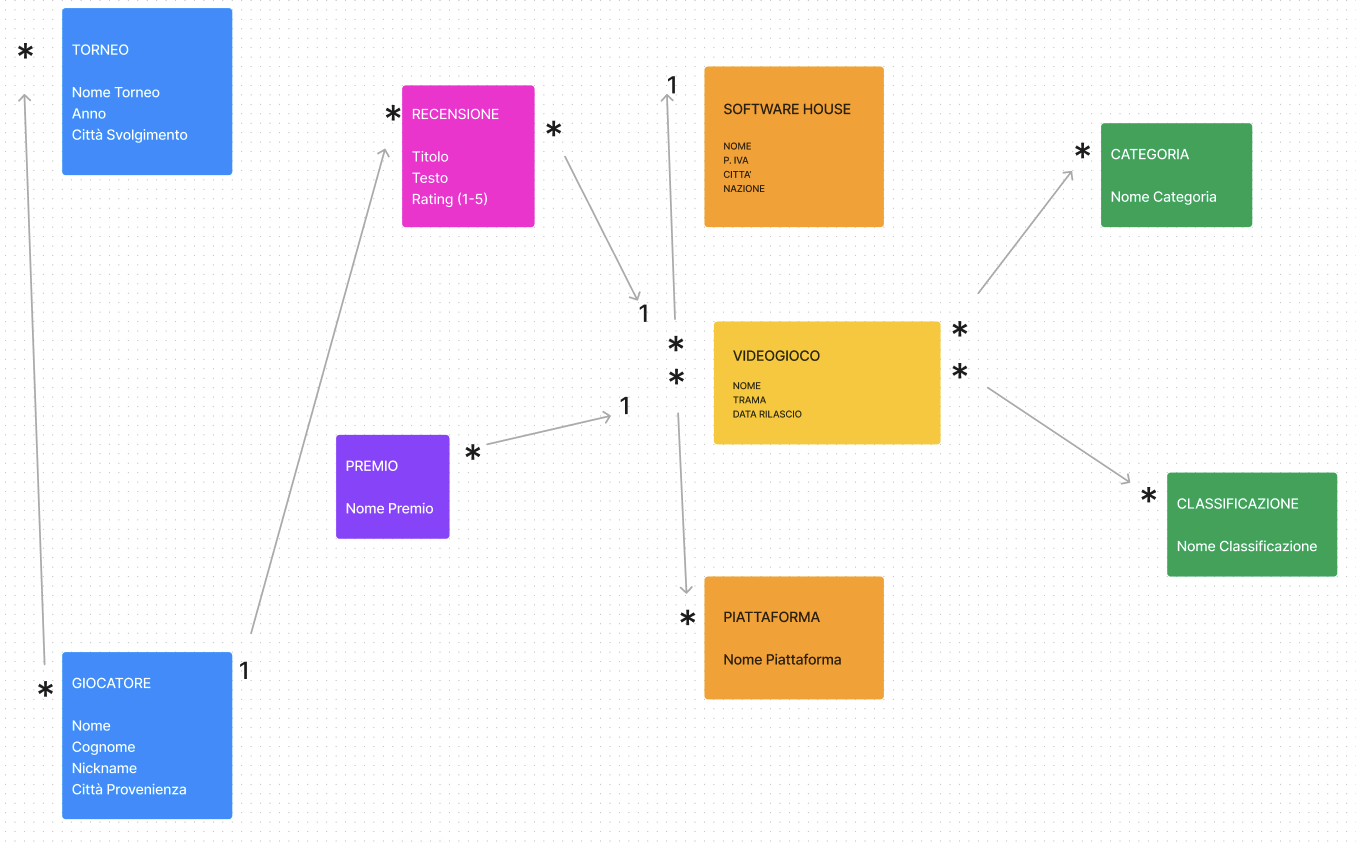 *
TORNEO
Nome Torneo
Anno
Città Svolgimento
*
RECENSIONE
Titolo
Testo
Rating (1-5)
*
1
SOFTWARE HOUSE
NOME
P. IVA
CITTA'
NAZIONE
*
CATEGORIA
Nome Categoria
1
*
*
1
VIDEOGIOCO
NOME
TRAMA
DATA RILASCIO
*
*
PREMIO
Nome Premio
*
*
CLASSIFICAZIONE
Nome Classificazione
*
PIATTAFORMA
Nome Piattaforma
*
GIOCATORE
Nome
Cognome
Nickname
Città Provenienza
1